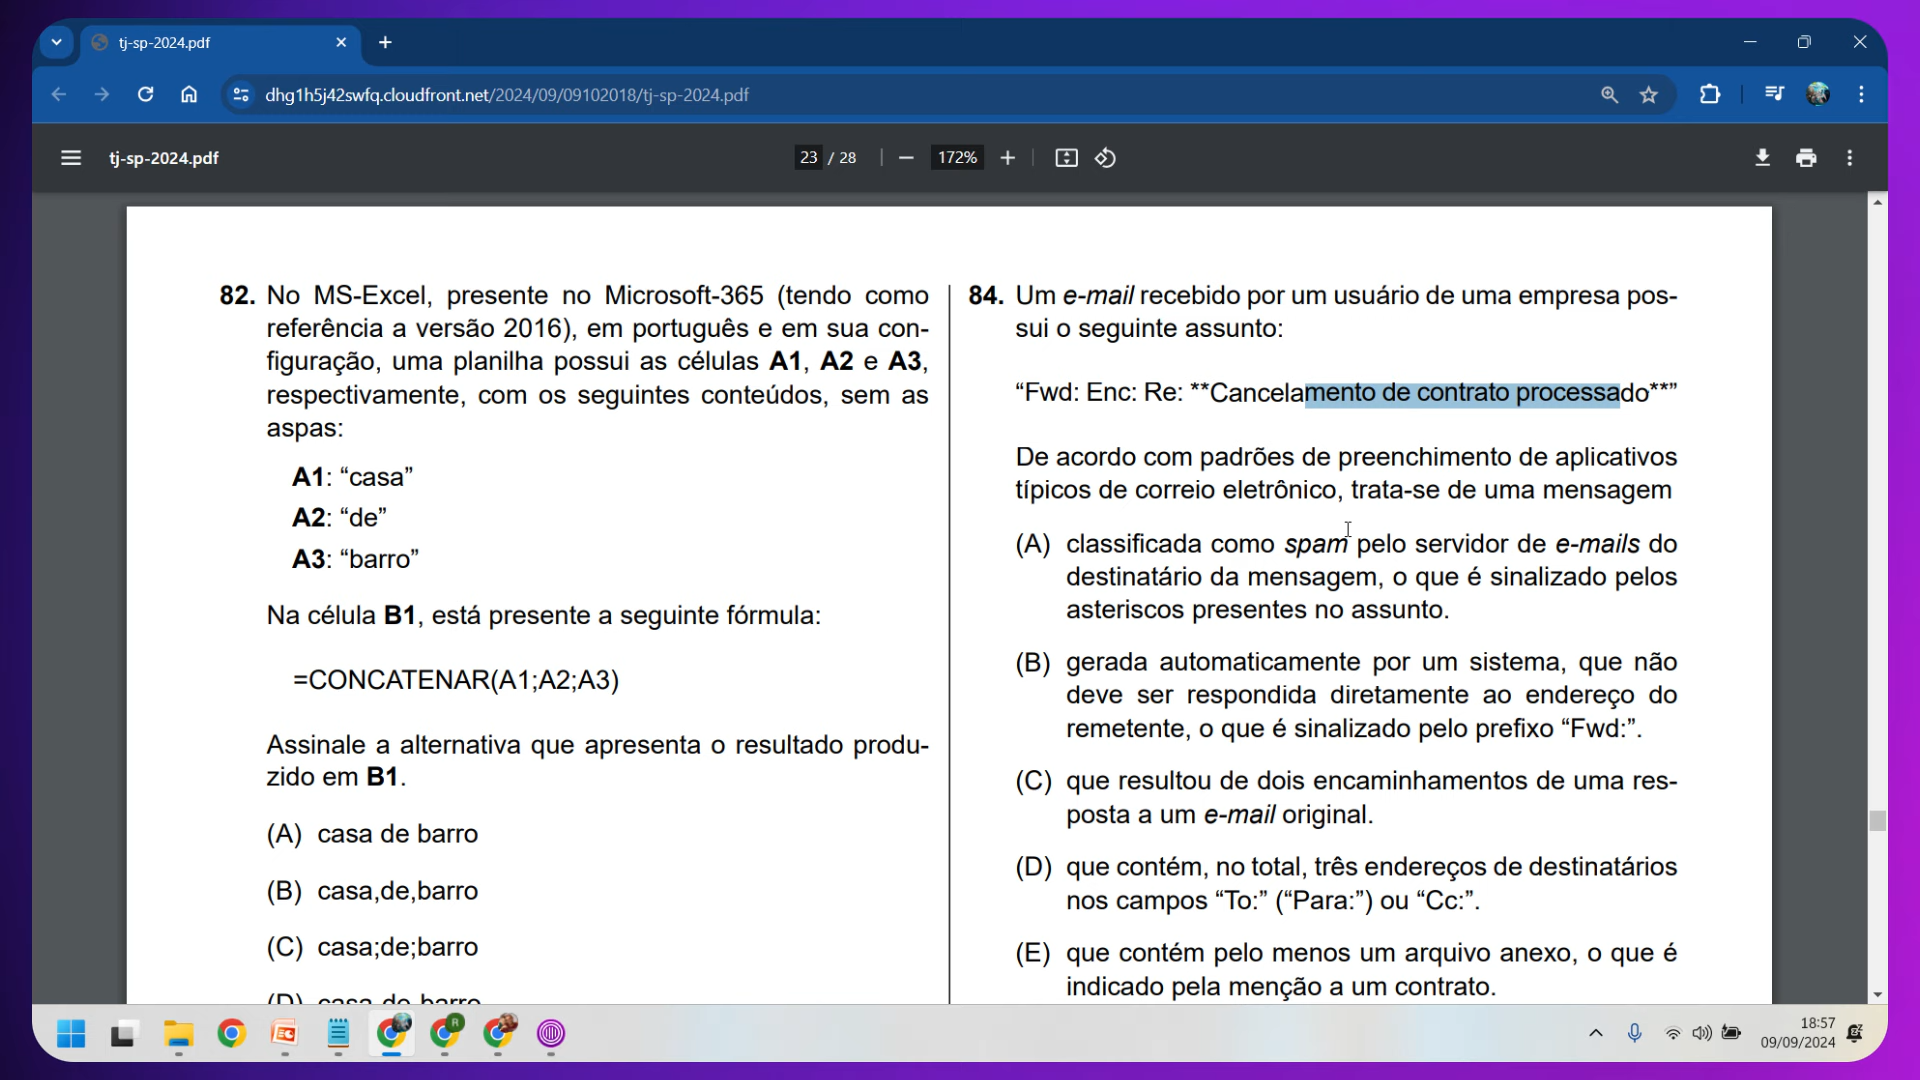 tj-sp-2024.pdf
dhg1h5j42swfq.cloudfront.net/2024/09/09102018/tj-sp-2024.pdf
tj-sp-2024.pdf
23 / 28
172%
82. No MS-Excel, presente no Microsoft-365 (tendo como
referência a versão 2016), em português e em sua con-
figuração, uma planilha possui as células A1, A2 e A3,
respectivamente, com os seguintes conteúdos, sem as
aspas:
A1: “casa”
A2: “de”
A3: “barro”
Na célula B1, está presente a seguinte fórmula:
=CONCATENAR(A1;A2;A3)
Assinale a alternativa que apresenta o resultado produ-
zido em B1.
(A) casa de barro
(B) casa,de,barro
(C) casa;de;barro
84. Um e-mail recebido por um usuário de uma empresa pos-
sui o seguinte assunto:
“Fwd: Enc: Re: **Cancelamento de contrato processado**”
De acordo com padrões de preenchimento de aplicativos
típicos de correio eletrônico, trata-se de uma mensagem
(A) classificada como spam pelo servidor de e-mails do
destinatário da mensagem, o que é sinalizado pelos
asteriscos presentes no assunto.
(B) gerada automaticamente por um sistema, que não
deve ser respondida diretamente ao endereço do
remetente, o que é sinalizado pelo prefixo “Fwd:”.
(C) que resultou de dois encaminhamentos de uma res-
posta a um e-mail original.
(D) que contém, no total, três endereços de destinatários
nos campos “To:” (“Para:”) ou “Cc:”.
(E) que contém pelo menos um arquivo anexo, o que é
indicado pela menção a um contrato.
18:57
09/09/2024